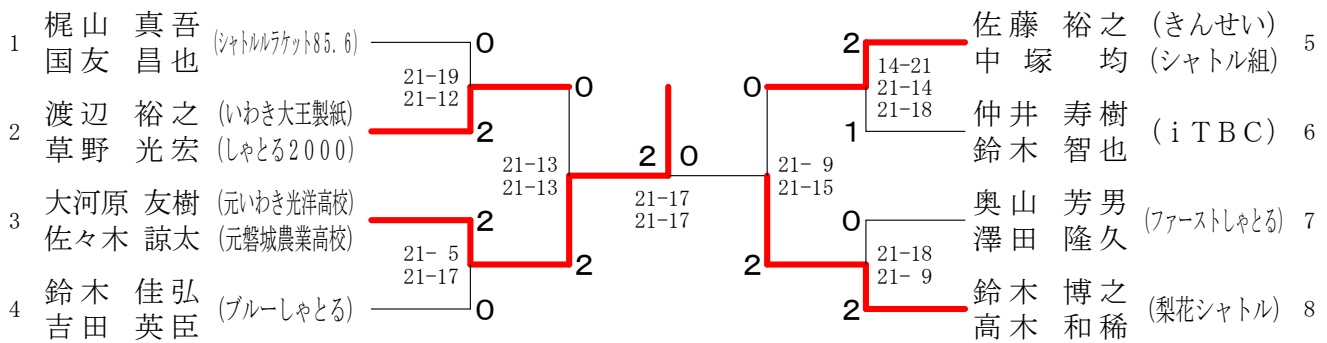 1 梶山 真吾 (シャトルルラケット85.6) 0
国友 昌也
21-19
21-12
0
2 渡辺 裕之 (いわき大王製紙) 2
草野 光宏 (しゃとる2000)
21-13
21-13
2 0
21-17
21-17
3 大河原 友樹 (元いわき光洋高校) 2
佐々木 諒太 (元磐城農業高校)
21- 5
21-17
2
4 鈴木 佳弘 (ブルーしゃとる) 0
吉田 英臣
2 佐藤 裕之 (きんせい) 5
中塚 均 (シャトル組)
0
14-21
21-14
21-18
1 仲井 寿樹 (iTBC) 6
鈴木 智也
21- 9
21-15
0 奥山 芳男 (ファーストしゃとる) 7
澤田 隆久
2
21-18
21- 9
2 鈴木 博之 (梨花シャトル) 8
高木 和稀